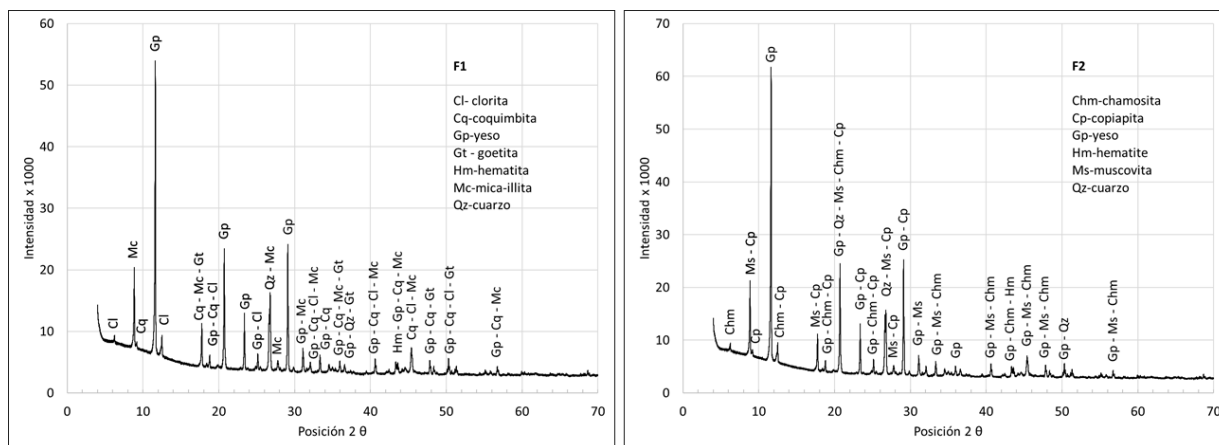 F1
Intensidad x 1000
60
50
40
30
20
10
0
0 10 20 30 40 50 60 70
Posición 2 θ
Cl- clorita
Cq-coquimbita
Gp-yeso
Gt - goetita
Hm-hematita
Mc-mica-illita
Qz-cuarzo
Cl
Mc
Cq
Gp
Cl
Cq - Mc - Gt
Gp - Cq - Cl
Gp
Gp
Gp - Cl
Qz - Mc
Mc
Gp
Gp - Mc
Gp - Cq - Cl - Mc
Gp - Cq
Gp - Cq - Mc - Gt
Gp - Qz - Gt
Gp - Cq - Cl - Mc
Hm - Gp - Cq - Mc
Cq - Cl - Mc
Gp - Cq - Gt
Gp - Cq - Cl - Gt
Gp - Cq - Mc
F2
Intensidad x 1000
70
60
50
40
30
20
10
0
0 10 20 30 40 50 60 70
Posición 2 θ
Chm-chamosita
Cp-copiapita
Gp-yeso
Hm-hematite
Ms-muscovita
Qz-cuarzo
Chm
Ms - Cp
Cp
Gp
Chm - Cp
Ms - Cp
Gp - Chm - Cp
Gp - Qz - Ms - Chm - Cp
Gp - Cp
Gp - Chm - Cp
Qz - Ms - Cp
Ms - Cp
Gp - Cp
Gp - Ms
Gp - Ms - Chm
Gp
Gp - Ms - Chm
Gp - Chm - Hm
Gp - Ms - Chm
Gp - Ms - Chm
Gp - Qz
Gp - Ms - Chm